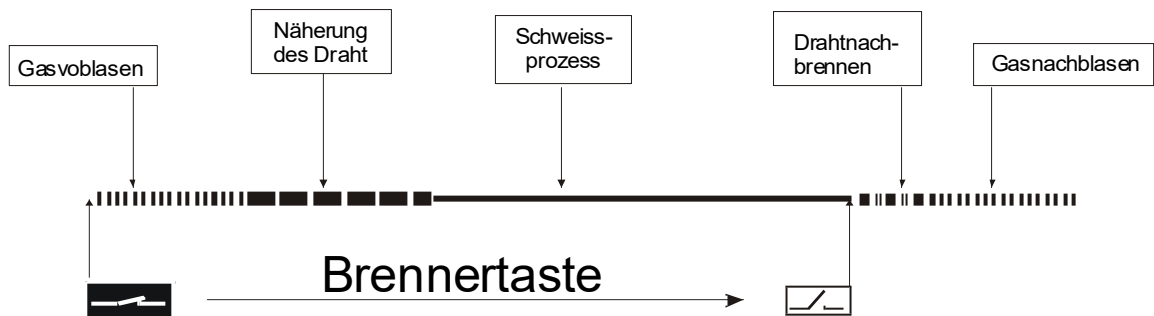 Gasvoblasen
Näherung
des Draht
Schweiss-
prozess
Drahtnach-
brennen
Gasnachblasen
Brennertaste